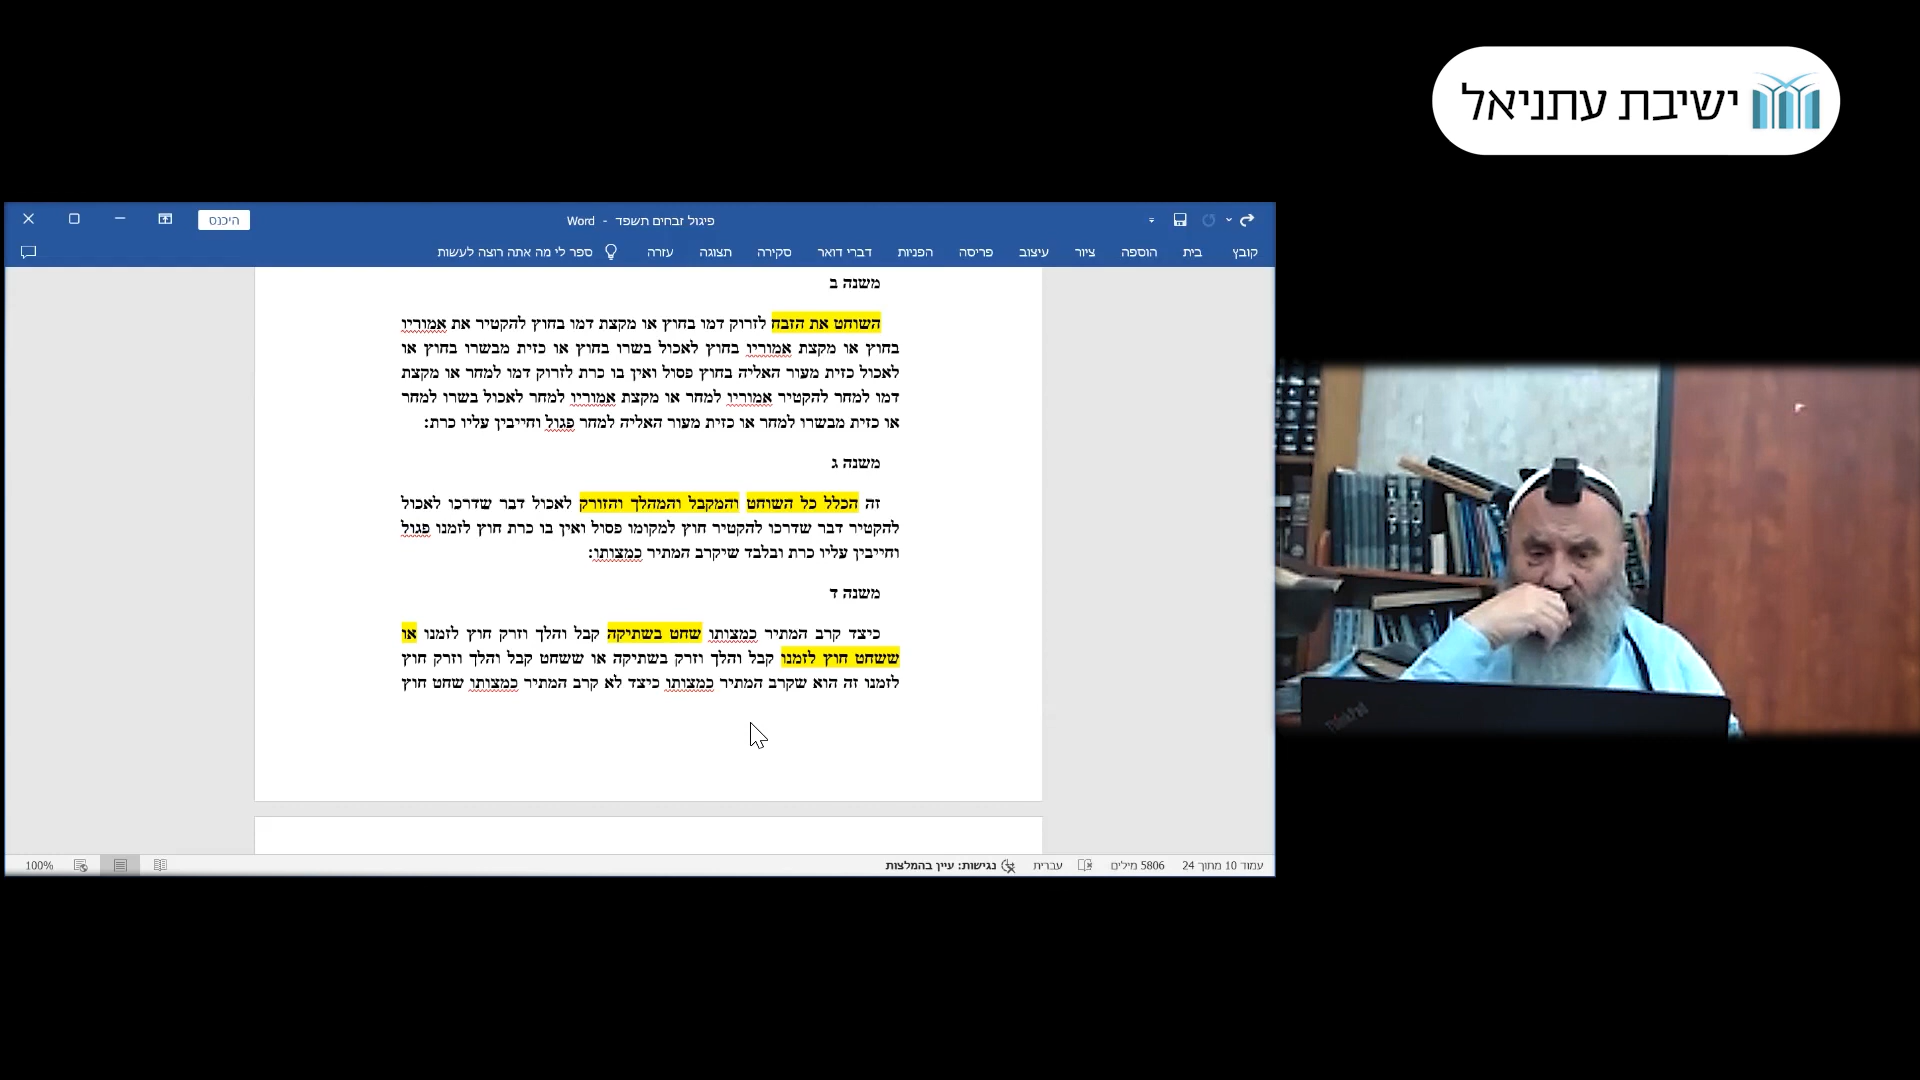 ישיבת עתניאל
פיגול זבחים תשפד - Word
היכנס
קובץ בית הוספה ציור עיצוב פריסה הפניות דברי דואר סקירה תצוגה עזרה ספר לי מה אתה רוצה לעשות
משנה ב
השוחט את הזבח לזרוק דמו בחוץ או מקצת דמו בחוץ להקטיר את אמוריו
בחוץ או מקצת אמוריו בחוץ לאכול בשרו בחוץ או כזית מבשרו בחוץ או
לאכול כזית מעור האליה בחוץ פסול ואין בו כרת לזרוק דמו למחר או מקצת
דמו למחר להקטיר אמוריו למחר או מקצת אמוריו למחר לאכול בשרו למחר
או כזית מבשרו למחר או כזית מעור האליה למחר פגול וחייבין עליו כרת:
משנה ג
זה הכלל כל השוחט והמקבל והמהלך והזורק לאכול דבר שדרכו לאכול
להקטיר דבר שדרכו להקטיר חוץ למקומו פסול ואין בו כרת חוץ לזמנו פגול
וחייבין עליו כרת ובלבד שיקרב המתיר כמצותו:
משנה ד
כיצד קרב המתיר כמצותו שחט בשתיקה קבל והלך וזרק חוץ לזמנו או
ששחט חוץ לזמנו קבל והלך וזרק בשתיקה או ששחט קבל והלך וזרק חוץ
לזמנו זה הוא שקרב המתיר כמצותו כיצד לא קרב המתיר כמצותו שחט חוץ
עמוד 10 מתוך 24 5806 מילים עברית נגישות: עיין בהמלצות 100%
ThinkPad